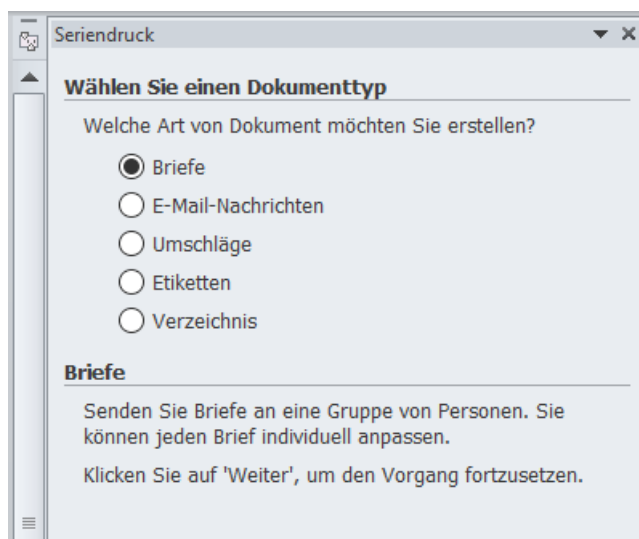 Seriendruck
Wählen Sie einen Dokumenttyp
Welche Art von Dokument möchten Sie erstellen?
Briefe
E-Mail-Nachrichten
Umschläge
Etiketten
Verzeichnis
Briefe
Senden Sie Briefe an eine Gruppe von Personen. Sie
können jeden Brief individuell anpassen.
Klicken Sie auf 'Weiter', um den Vorgang fortzusetzen.